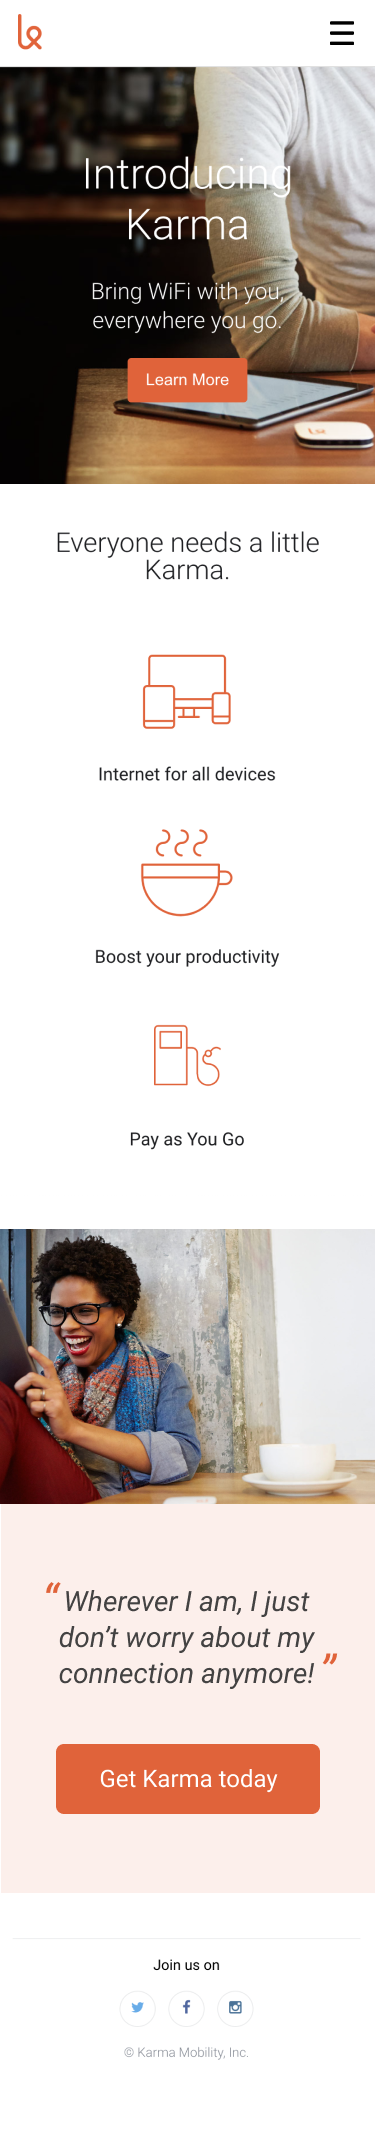 Introducing
Karma
Bring WiFi with you,
everywhere you go.
Learn More
Everyone needs a little
Karma.
Internet for all devices
Boost your productivity
Pay as You Go
“ Wherever I am, I just
don’t worry about my
connection anymore! ”
Get Karma today
Join us on
© Karma Mobility, Inc.